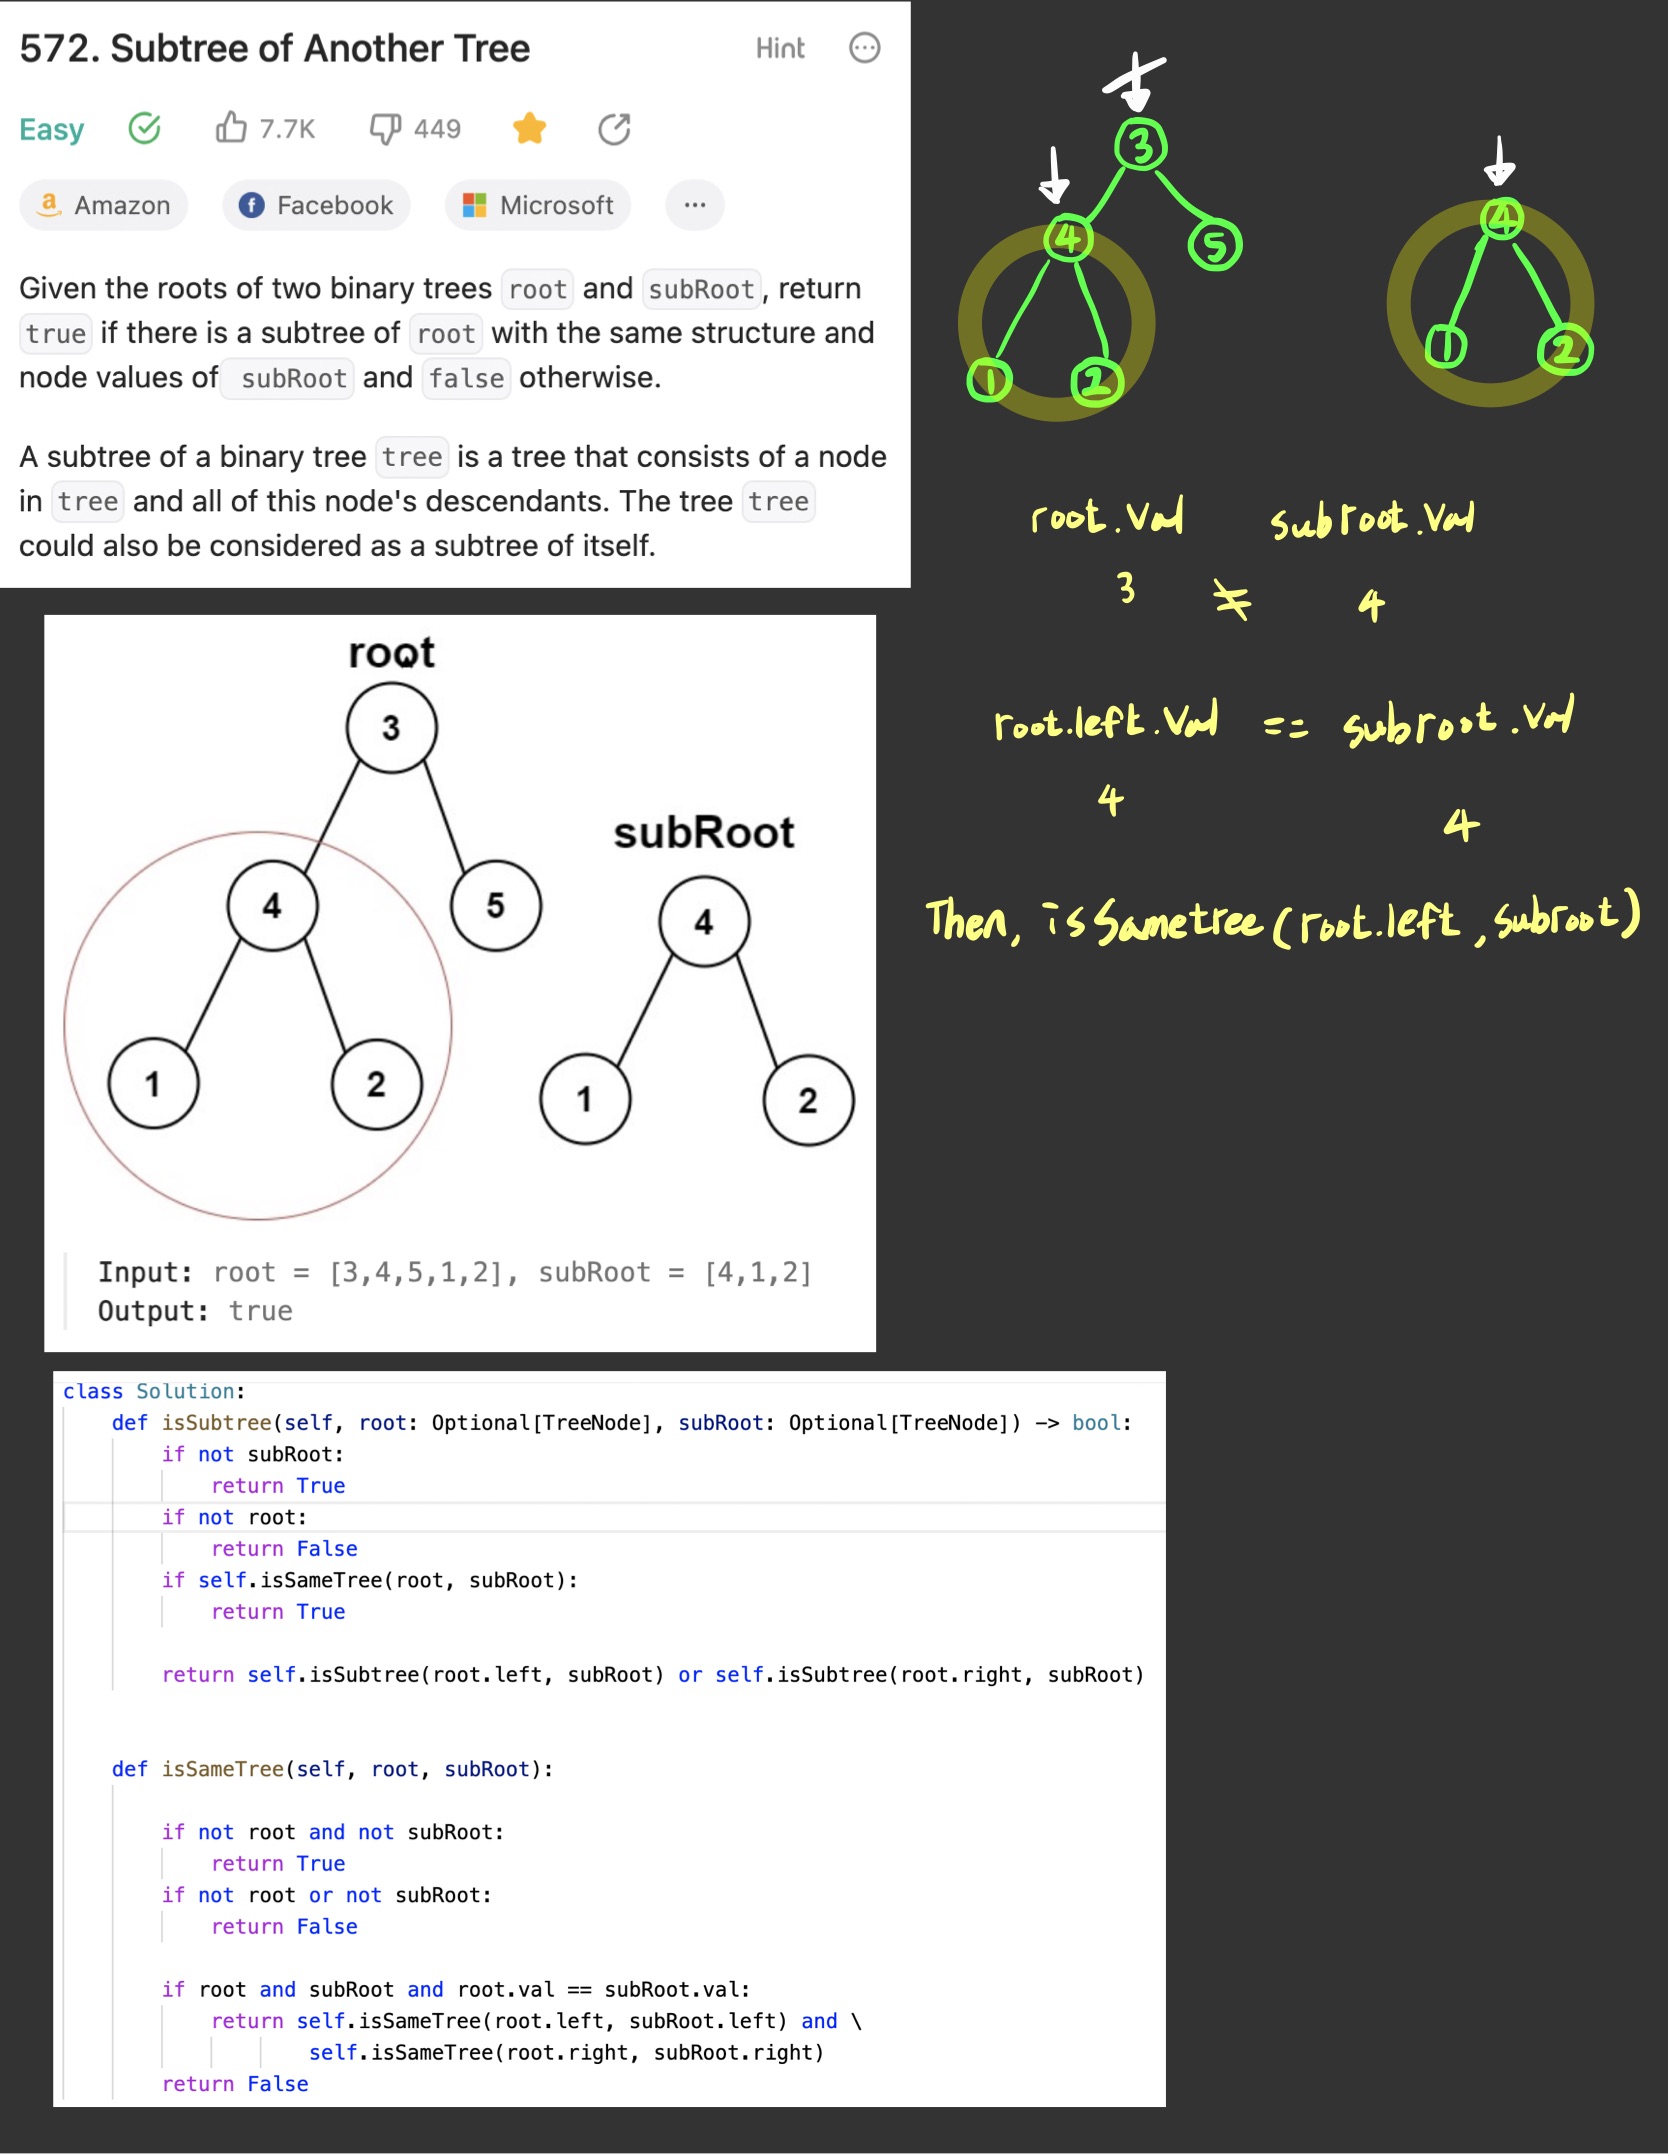 572. Subtree of Another Tree
Hint
Easy
7.7K
449
Amazon
Facebook
Microsoft
...
Given the roots of two binary trees root and subRoot, return
true if there is a subtree of root with the same structure and
node values of subRoot and false otherwise.
A subtree of a binary tree tree is a tree that consists of a node
in tree and all of this node's descendants. The tree tree
could also be considered as a subtree of itself.
3
4
5
1
2
4
1
2
root.val subroot.val
3 ≠ 4
root.left.val == subroot.val
4 4
Then, isSametree(root.left, subroot)
root
3
4
5
1
2
subRoot
4
1
2
Input: root = [3,4,5,1,2], subRoot = [4,1,2]
Output: true
class Solution:
def isSubtree(self, root: Optional[TreeNode], subRoot: Optional[TreeNode]) -> bool:
if not subRoot:
return True
if not root:
return False
if self.isSameTree(root, subRoot):
return True
return self.isSubtree(root.left, subRoot) or self.isSubtree(root.right, subRoot)
def isSameTree(self, root, subRoot):
if not root and not subRoot:
return True
if not root or not subRoot:
return False
if root and subRoot and root.val == subRoot.val:
return self.isSameTree(root.left, subRoot.left) and \
self.isSameTree(root.right, subRoot.right)
return False